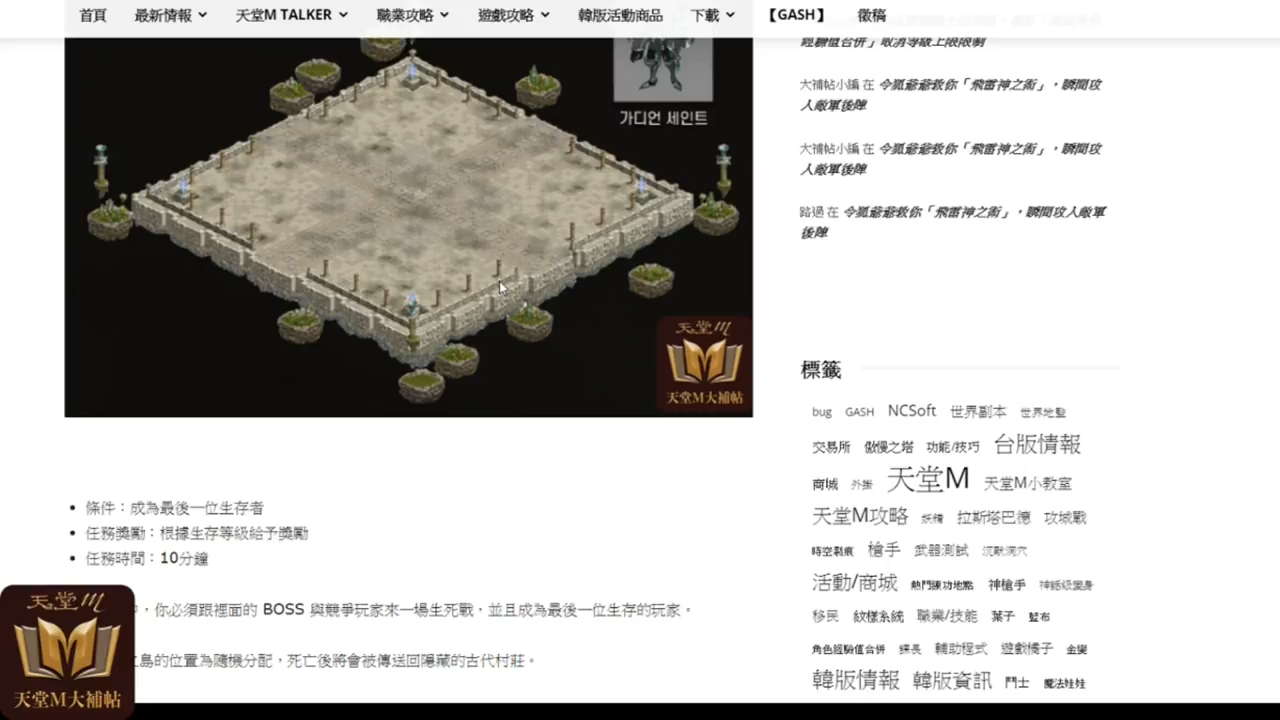 首頁 最新情報 天堂M TALKER 職業攻略 遊戲攻略 韓版活動商品 下載 【GASH】 徵稿
가디언 세인트
天堂M
天堂M大補帖
條件：成為最後一位生存者
任務獎勵：根據生存等級給予獎勵
任務時間：10分鐘
，你必須跟裡面的 BOSS 與競爭玩家來一場生死戰，並且成為最後一位生存的玩家。
島的位置為隨機分配，死亡後將會被傳送回隱藏的古代村莊。
天堂M
天堂M大補帖
經驗值合併」取消等級上限限制
大補帖小編 在 令狐爺爺教你「飛雷神之術」，瞬間攻
入敵軍後陣
大補帖小編 在 令狐爺爺教你「飛雷神之術」，瞬間攻
入敵軍後陣
路過 在 令狐爺爺教你「飛雷神之術」，瞬間攻入敵軍
後陣
標籤
bug GASH NCSoft 世界副本 世界地監
交易所 傲慢之塔 功能/技巧 台版情報
商城 外掛 天堂M 天堂M小教室
天堂M攻略 妖精 拉斯塔巴德 攻城戰
時空裂痕 槍手 武器測試 沉默洞穴
活動/商城 熱門練功地點 神槍手 神話級變身
移民 紋樣系統 職業/技能 葉子 藍布
角色經驗值合併 課長 輔助程式 遊戲橘子 金變
韓版情報 韓版資訊 鬥士 魔法娃娃